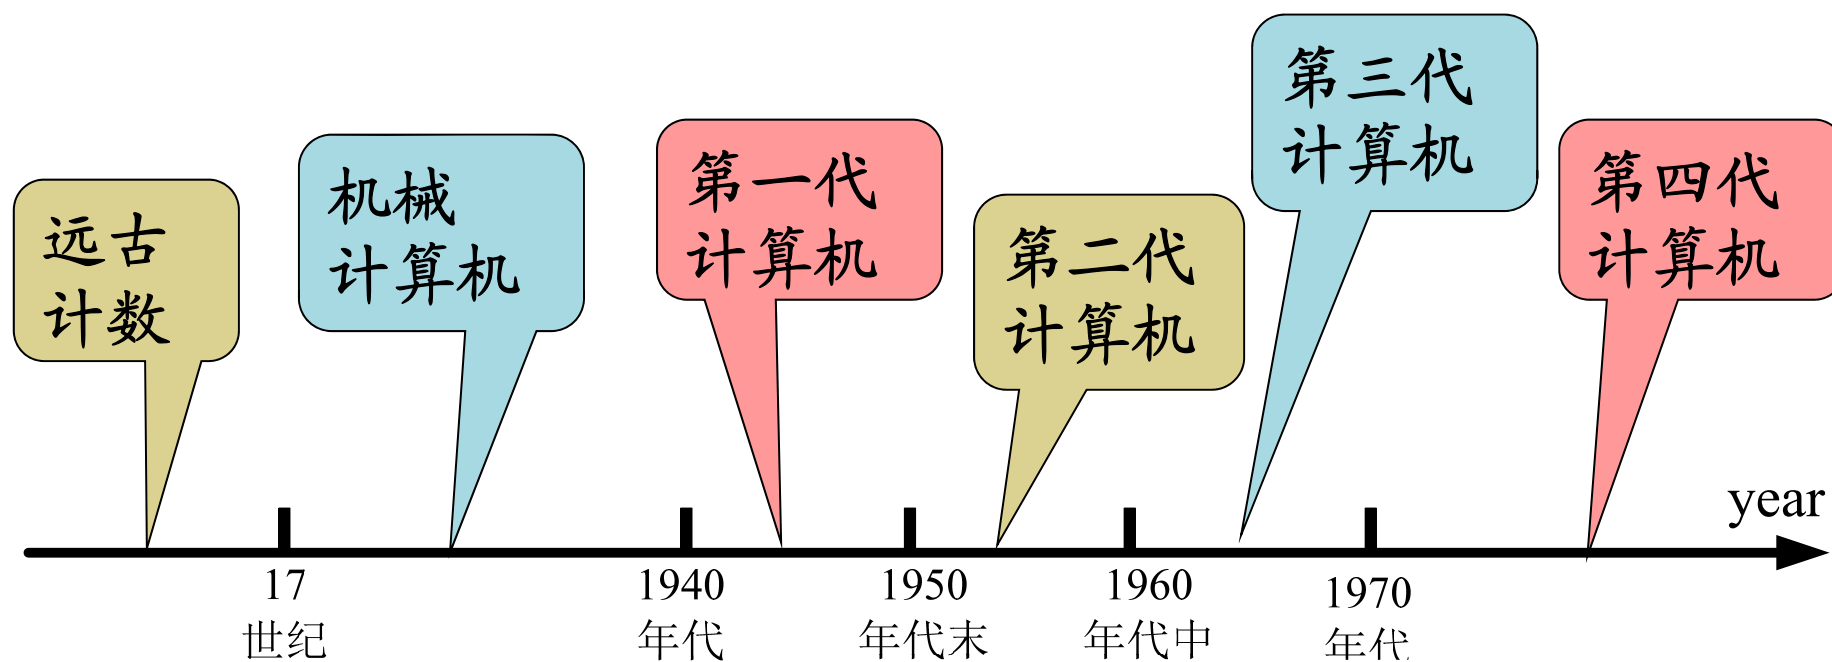 远古
计数
机械
计算机
第一代
计算机
第二代
计算机
第三代
计算机
第四代
计算机
year
17
世纪
1940
年代
1950
年代末
1960
年代中
1970
年代